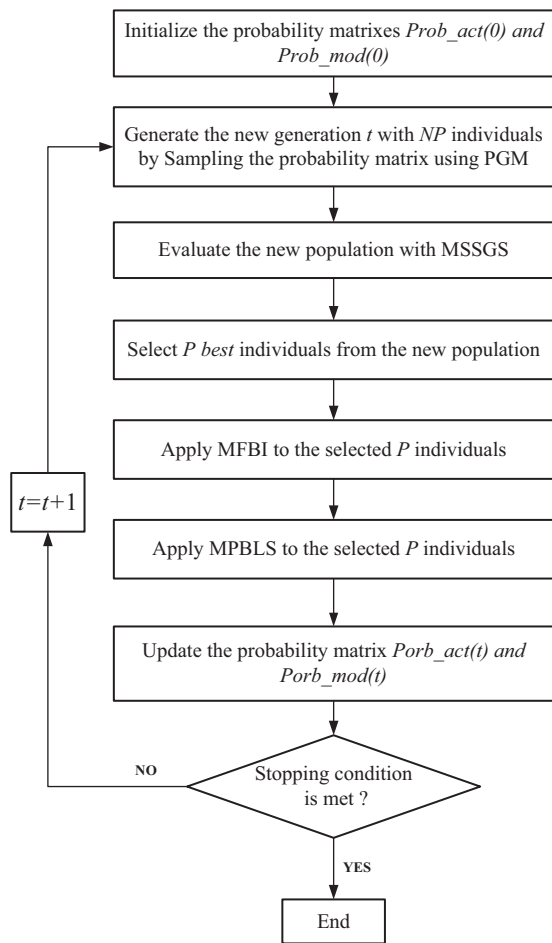 Initialize the probability matrixes Prob_act(0) and
Prob_mod(0)
Generate the new generation t with NP individuals
by Sampling the probability matrix using PGM
Evaluate the new population with MSSGS
Select P best individuals from the new population
Apply MFBI to the selected P individuals
t=t+1
Apply MPBLS to the selected P individuals
Update the probability matrix Porb_act(t) and
Porb_mod(t)
NO
Stopping condition
is met ?
YES
End